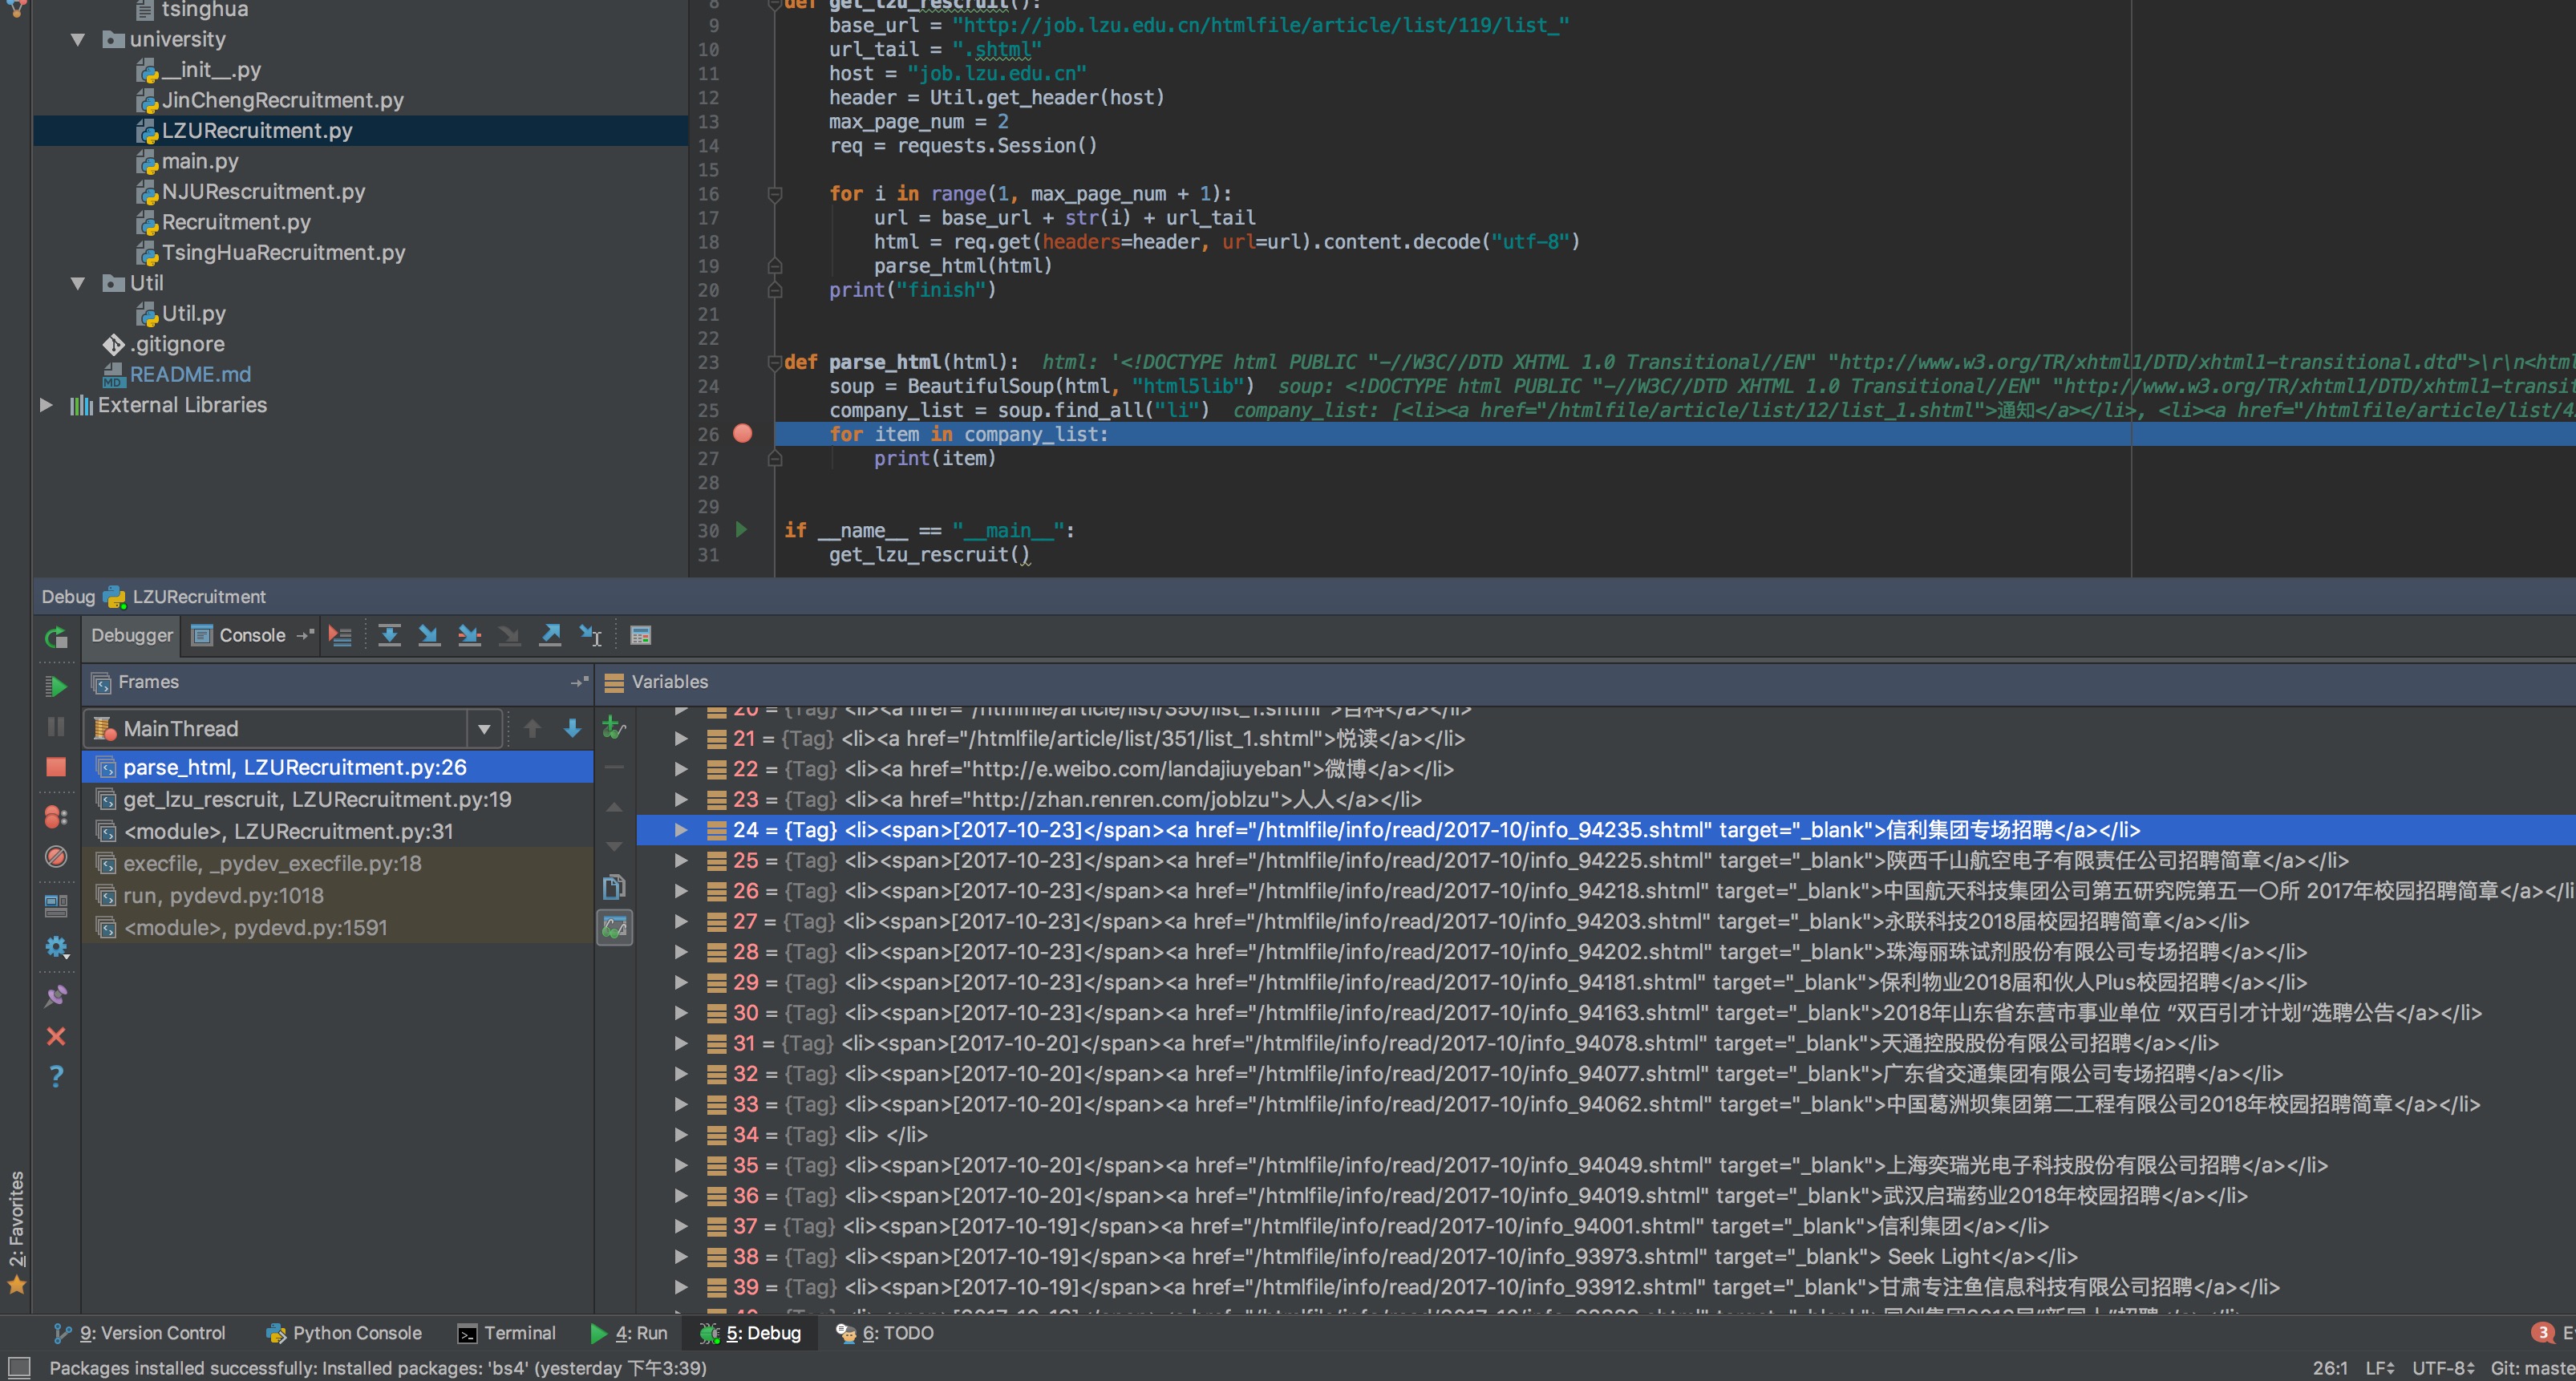 tsinghua
university
__init__.py
JinChengRecruitment.py
LZURecruitment.py
main.py
NJURescruitment.py
Recruitment.py
TsingHuaRecruitment.py
Util
Util.py
.gitignore
README.md
External Libraries
8 def get_lzu_rescruit():
9 base_url = "http://job.lzu.edu.cn/htmlfile/article/list/119/list_"
10 url_tail = ".shtml"
11 host = "job.lzu.edu.cn"
12 header = Util.get_header(host)
13 max_page_num = 2
14 req = requests.Session()
15
16 for i in range(1, max_page_num + 1):
17 url = base_url + str(i) + url_tail
18 html = req.get(headers=header, url=url).content.decode("utf-8")
19 parse_html(html)
20 print("finish")
21
22
23 def parse_html(html): html: '<!DOCTYPE html PUBLIC "-//W3C//DTD XHTML 1.0 Transitional//EN" "http://www.w3.org/TR/xhtml1/DTD/xhtml1-transitional.dtd">\r\n<html
24 soup = BeautifulSoup(html, "html5lib") soup: <!DOCTYPE html PUBLIC "-//W3C//DTD XHTML 1.0 Transitional//EN" "http://www.w3.org/TR/xhtml1/DTD/xhtml1-transit
25 company_list = soup.find_all("li") company_list: [<li><a href="/htmlfile/article/list/12/list_1.shtml">通知</a></li>, <li><a href="/htmlfile/article/list/4
26 for item in company_list:
27 print(item)
28
29
30 if __name__ == "__main__":
31 get_lzu_rescruit()
Debug LZURecruitment
Debugger Console
Frames
Variables
MainThread
parse_html, LZURecruitment.py:26
get_lzu_rescruit, LZURecruitment.py:19
<module>, LZURecruitment.py:31
execfile, _pydev_execfile.py:18
run, pydevd.py:1018
<module>, pydevd.py:1591
20 = {Tag} <li><a href="/htmlfile/article/list/350/list_1.shtml">百科</a></li>
21 = {Tag} <li><a href="/htmlfile/article/list/351/list_1.shtml">悦读</a></li>
22 = {Tag} <li><a href="http://e.weibo.com/landajiuyeban">微博</a></li>
23 = {Tag} <li><a href="http://zhan.renren.com/joblzu">人人</a></li>
24 = {Tag} <li><span>[2017-10-23]</span><a href="/htmlfile/info/read/2017-10/info_94235.shtml" target="_blank">信利集团专场招聘</a></li>
25 = {Tag} <li><span>[2017-10-23]</span><a href="/htmlfile/info/read/2017-10/info_94225.shtml" target="_blank">陕西千山航空电子有限责任公司招聘简章</a></li>
26 = {Tag} <li><span>[2017-10-23]</span><a href="/htmlfile/info/read/2017-10/info_94218.shtml" target="_blank">中国航天科技集团公司第五研究院第五一〇所 2017年校园招聘简章</a></li
27 = {Tag} <li><span>[2017-10-23]</span><a href="/htmlfile/info/read/2017-10/info_94203.shtml" target="_blank">永联科技2018届校园招聘简章</a></li>
28 = {Tag} <li><span>[2017-10-23]</span><a href="/htmlfile/info/read/2017-10/info_94202.shtml" target="_blank">珠海丽珠试剂股份有限公司专场招聘</a></li>
29 = {Tag} <li><span>[2017-10-23]</span><a href="/htmlfile/info/read/2017-10/info_94181.shtml" target="_blank">保利物业2018届和伙人Plus校园招聘</a></li>
30 = {Tag} <li><span>[2017-10-23]</span><a href="/htmlfile/info/read/2017-10/info_94163.shtml" target="_blank">2018年山东省东营市事业单位 “双百引才计划”选聘公告</a></li>
31 = {Tag} <li><span>[2017-10-20]</span><a href="/htmlfile/info/read/2017-10/info_94078.shtml" target="_blank">天通控股股份有限公司招聘</a></li>
32 = {Tag} <li><span>[2017-10-20]</span><a href="/htmlfile/info/read/2017-10/info_94077.shtml" target="_blank">广东省交通集团有限公司专场招聘</a></li>
33 = {Tag} <li><span>[2017-10-20]</span><a href="/htmlfile/info/read/2017-10/info_94062.shtml" target="_blank">中国葛洲坝集团第二工程有限公司2018年校园招聘简章</a></li>
34 = {Tag} <li> </li>
35 = {Tag} <li><span>[2017-10-20]</span><a href="/htmlfile/info/read/2017-10/info_94049.shtml" target="_blank">上海奕瑞光电子科技股份有限公司招聘</a></li>
36 = {Tag} <li><span>[2017-10-20]</span><a href="/htmlfile/info/read/2017-10/info_94019.shtml" target="_blank">武汉启瑞药业2018年校园招聘</a></li>
37 = {Tag} <li><span>[2017-10-19]</span><a href="/htmlfile/info/read/2017-10/info_94001.shtml" target="_blank">信利集团</a></li>
38 = {Tag} <li><span>[2017-10-19]</span><a href="/htmlfile/info/read/2017-10/info_93973.shtml" target="_blank"> Seek Light</a></li>
39 = {Tag} <li><span>[2017-10-19]</span><a href="/htmlfile/info/read/2017-10/info_93912.shtml" target="_blank">甘肃专注鱼信息科技有限公司招聘</a></li>
2: Favorites
9: Version Control Python Console Terminal 4: Run 5: Debug 6: TODO 3 E
Packages installed successfully: Installed packages: 'bs4' (yesterday 下午3:39) 26:1 LF UTF-8 Git: maste